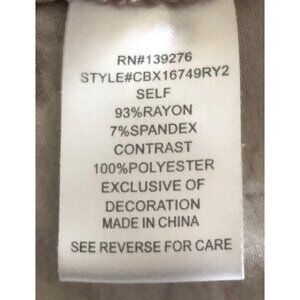 RN#139276
STYLE#CBX16749RY2
SELF
93%RAYON
7%SPANDEX
CONTRAST
100%POLYESTER
EXCLUSIVE OF
DECORATION
MADE IN CHINA
SEE REVERSE FOR CARE